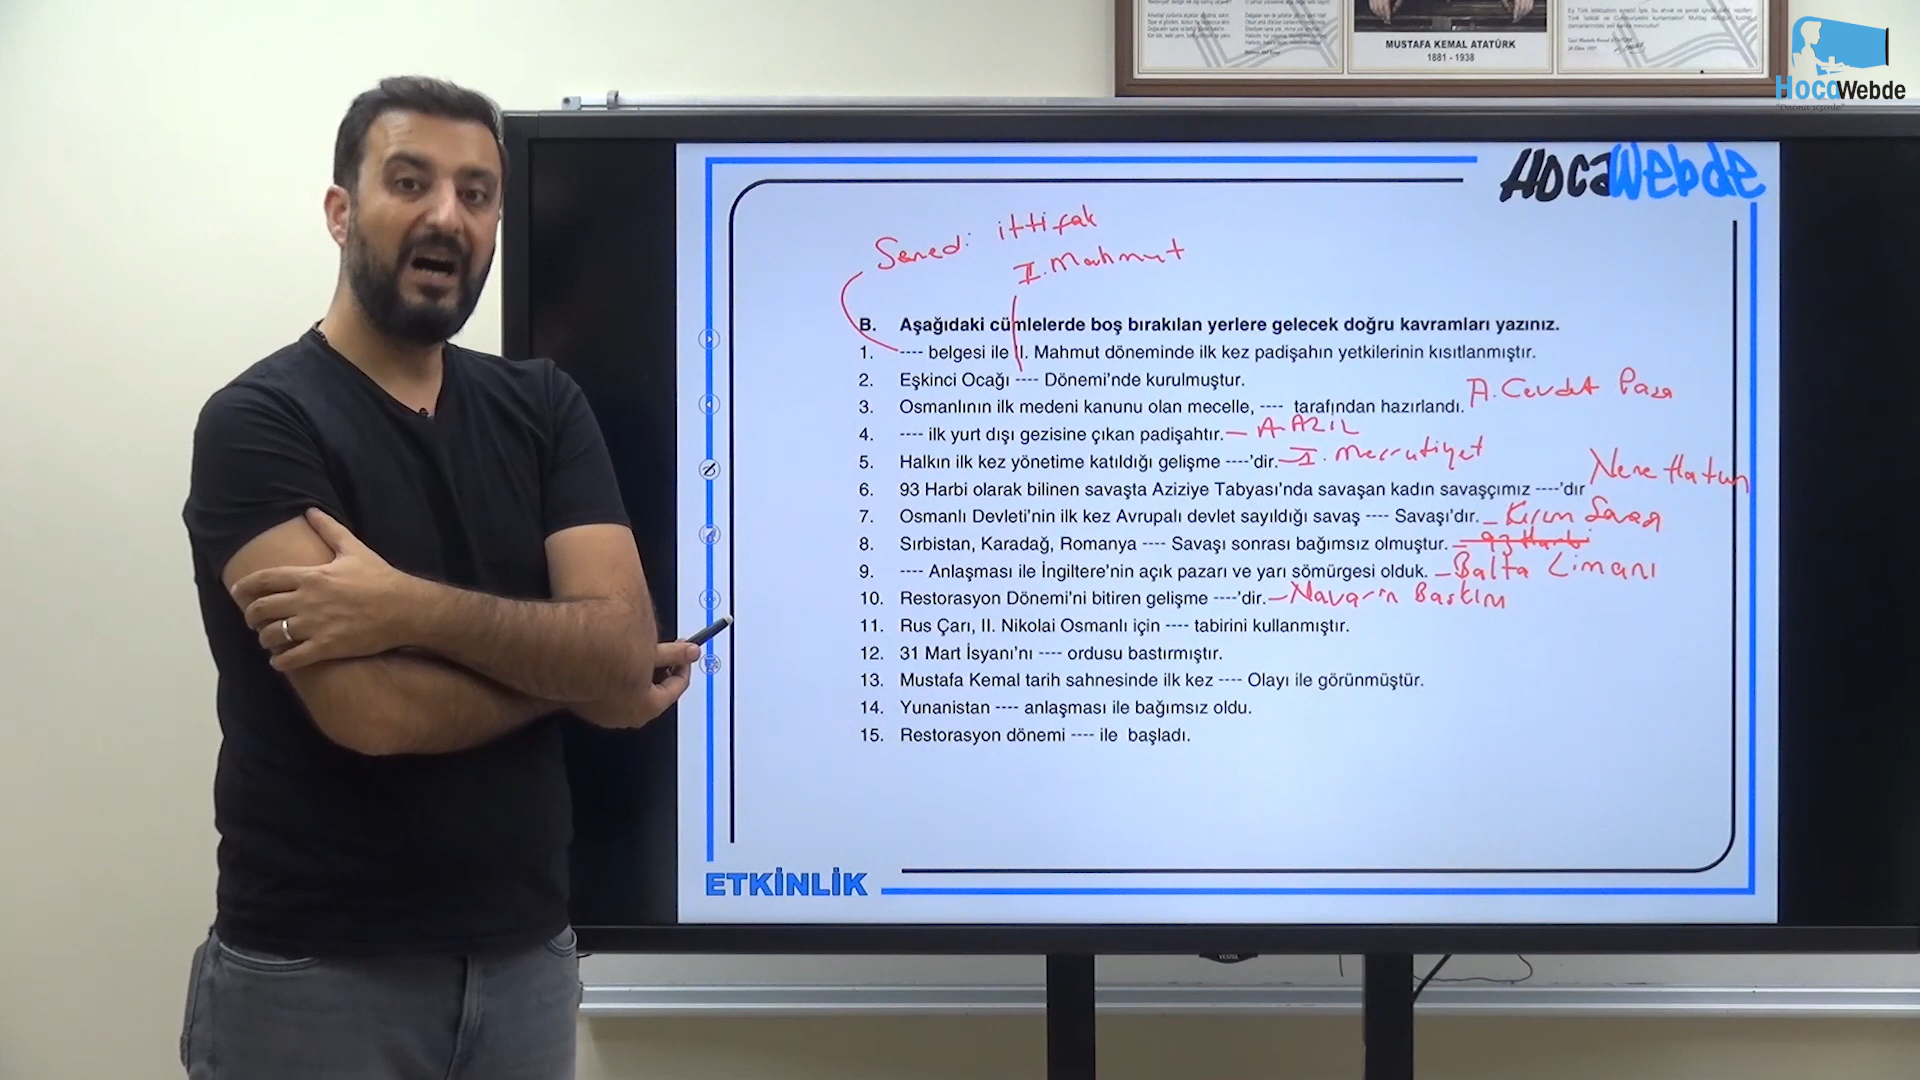 MUSTAFA KEMAL ATATÜRK
1881 - 1938
HocaWebde
HocaWebde
Sened-i ittifak
II. Mahmut
B. Aşağıdaki cümlelerde boş bırakılan yerlere gelecek doğru kavramları yazınız.
1. ---- belgesi ile II. Mahmut döneminde ilk kez padişahın yetkilerinin kısıtlanmıştır.
2. Eşkinci Ocağı ---- Dönemi'nde kurulmuştur.
3. Osmanlının ilk medeni kanunu olan mecelle, ---- tarafından hazırlandı. A. Cevdet Paşa
4. ---- ilk yurt dışı gezisine çıkan padişahtır. - A. Aziz
5. Halkın ilk kez yönetime katıldığı gelişme ----'dir. - I. Meşrutiyet
6. 93 Harbi olarak bilinen savaşta Aziziye Tabyası'nda savaşan kadın savaşçımız ----'dır Nene Hatun
7. Osmanlı Devleti'nin ilk kez Avrupalı devlet sayıldığı savaş ---- Savaşı'dır. - Kırım Savaşı
8. Sırbistan, Karadağ, Romanya ---- Savaşı sonrası bağımsız olmuştur. - 93 Harbi
9. ---- Anlaşması ile İngiltere'nin açık pazarı ve yarı sömürgesi olduk. - Balta Limanı
10. Restorasyon Dönemi'ni bitiren gelişme ----'dir. - Navarin Baskını
11. Rus Çarı, II. Nikolai Osmanlı için ---- tabirini kullanmıştır.
12. 31 Mart İsyanı'nı ---- ordusu bastırmıştır.
13. Mustafa Kemal tarih sahnesinde ilk kez ---- Olayı ile görünmüştür.
14. Yunanistan ---- anlaşması ile bağımsız oldu.
15. Restorasyon dönemi ---- ile başladı.
ETKİNLİK